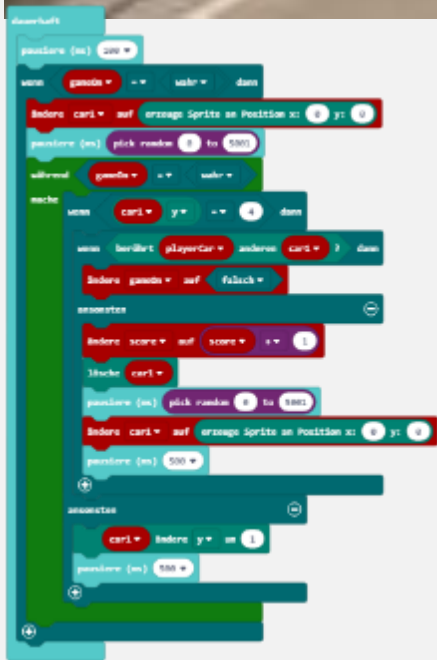 dauerhaft
pausiere (ms) 100
wenn gameOn = wahr dann
ändere car1 auf erzeuge Sprite an Position x: 0 y: 0
pausiere (ms) pick random 0 to 5001
während gameOn = wahr
mache
wenn car1 y = 4 dann
wenn berührt playerCar anderen car1 ? dann
ändere gameOn auf falsch
ansonsten
ändere score auf score + 1
lösche car1
pausiere (ms) pick random 0 to 5001
ändere car1 auf erzeuge Sprite an Position x: 0 y: 0
pausiere (ms) 500
ansonsten
car1 ändere y um 1
pausiere (ms) 500